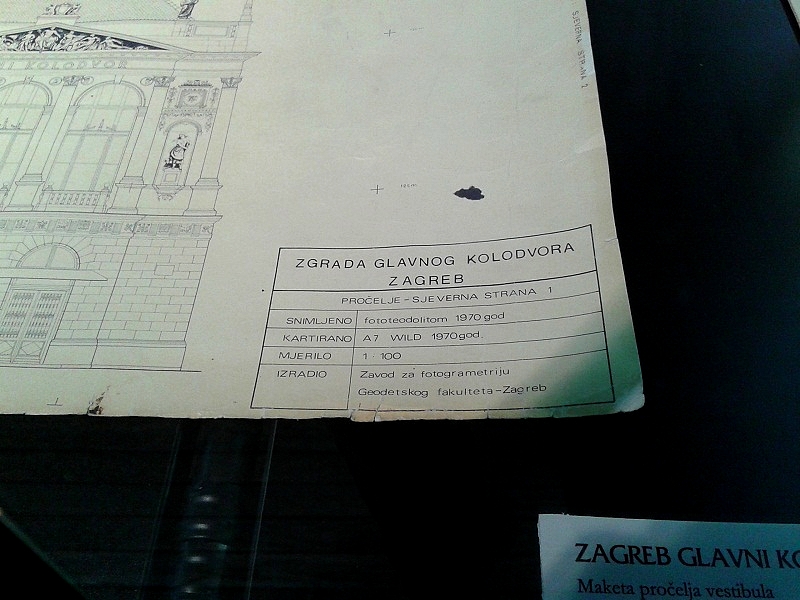 I KOLODVOR
SJEVERNA STRANA 2
ZGRADA GLAVNOG KOLODVORA
ZAGREB
PROČELJE-SJEVERNA STRANA 1
SNIMLJENO fototeodolitom 1970 god
KARTIRANO A7 WILD 1970god.
MJERILO 1:100
IZRADIO Zavod za fotogrametriju
Geodetskog fakulteta-Zagreb
ZAGREB GLAVNI KO
Maketa pročelja vestibula